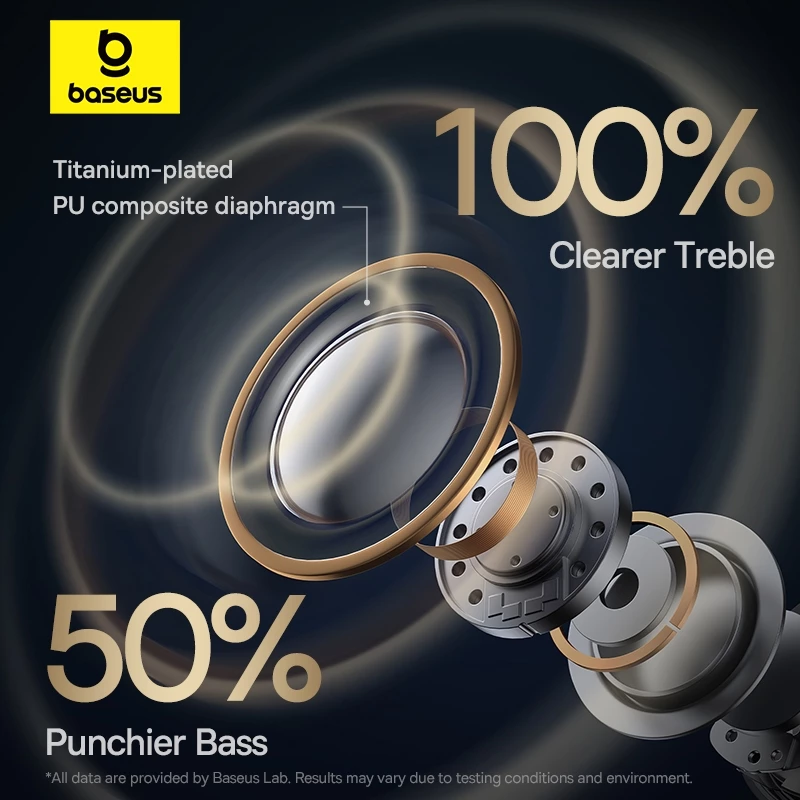 baseus
Titanium-plated
PU composite diaphragm
100%
Clearer Treble
50%
Punchier Bass
*All data are provided by Baseus Lab. Results may vary due to testing conditions and environment.